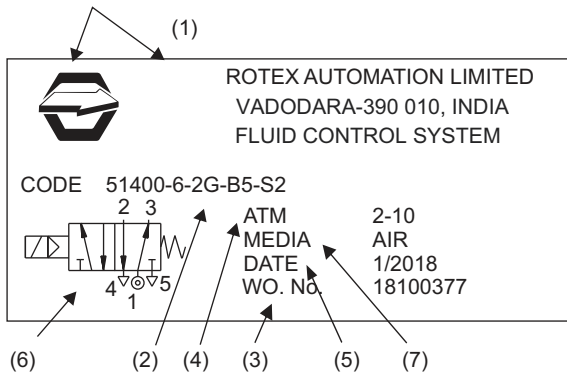 (1)
ROTEX AUTOMATION LIMITED
VADODARA-390 010, INDIA
FLUID CONTROL SYSTEM
CODE 51400-6-2G-B5-S2
2 3
ATM 2-10
MEDIA AIR
DATE 1/2018
WO. No. 18100377
4 5
1
(6) (2) (4) (3) (5) (7)